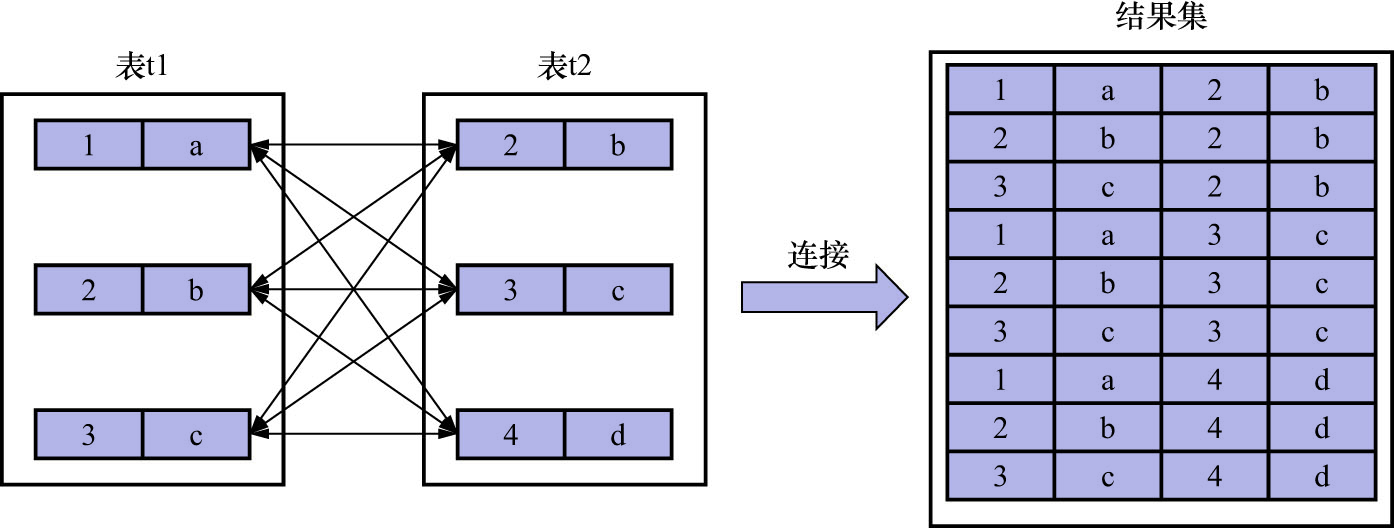 表t1
1 a
2 b
3 c
表t2
2 b
3 c
4 d
连接
结果集
1 a 2 b
2 b 2 b
3 c 2 b
1 a 3 c
2 b 3 c
3 c 3 c
1 a 4 d
2 b 4 d
3 c 4 d